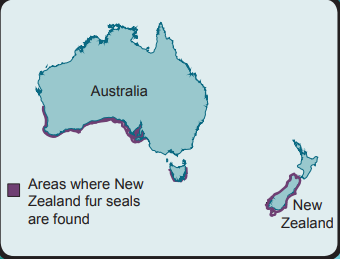 Australia
Areas where New
Zealand fur seals
are found
New
Zealand